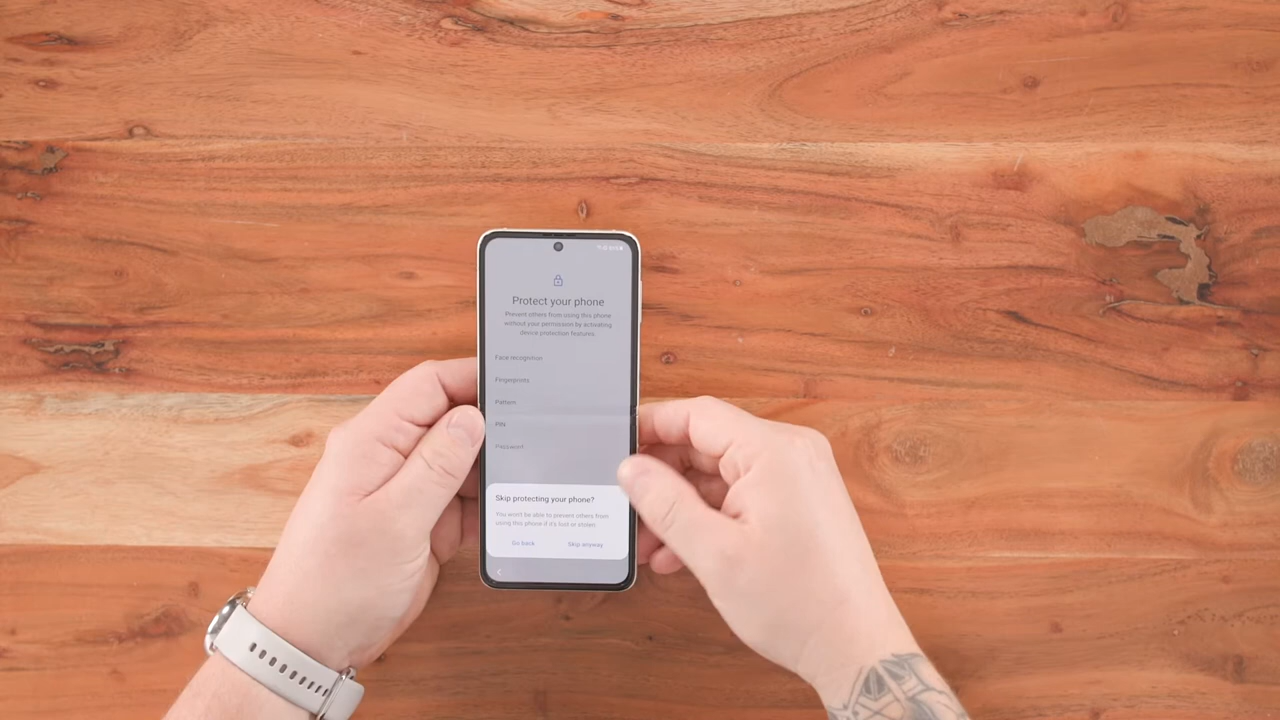 Protect your phone
Prevent others from using this phone
without your permission by activating
device protection features.
Face recognition
Fingerprints
Pattern
PIN
Password
Skip protecting your phone?
You won't be able to prevent others from
using this phone if it's lost or stolen.
Go back
Skip anyway